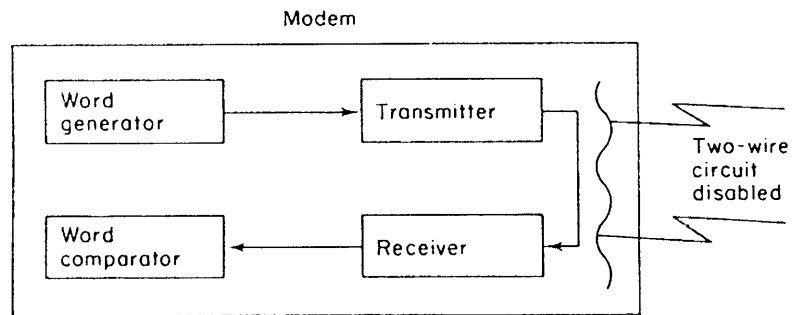 Modem
Word
generator
Transmitter
Two-wire
circuit
disabled
Word
comparator
Receiver